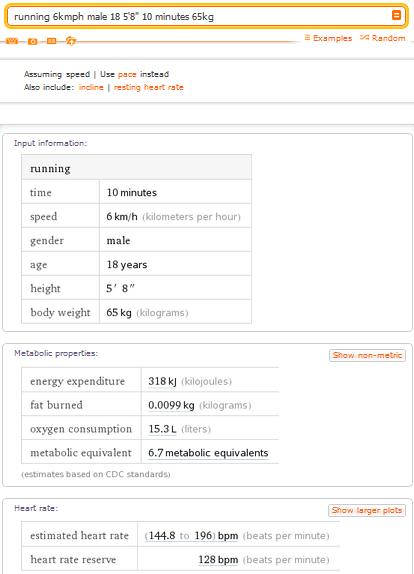 running 6kmph male 18 5'8" 10 minutes 65kg
Examples Random
Assuming speed | Use pace instead
Also include: incline | resting heart rate
Input information:
running
time 10 minutes
speed 6 km/h (kilometers per hour)
gender male
age 18 years
height 5′ 8″
body weight 65 kg (kilograms)
Metabolic properties: Show non-metric
energy expenditure 318 kJ (kilojoules)
fat burned 0.0099 kg (kilograms)
oxygen consumption 15.3 L (liters)
metabolic equivalent 6.7 metabolic equivalents
(estimates based on CDC standards)
Heart rate: Show larger plots
estimated heart rate (144.8 to 196) bpm (beats per minute)
heart rate reserve 128 bpm (beats per minute)